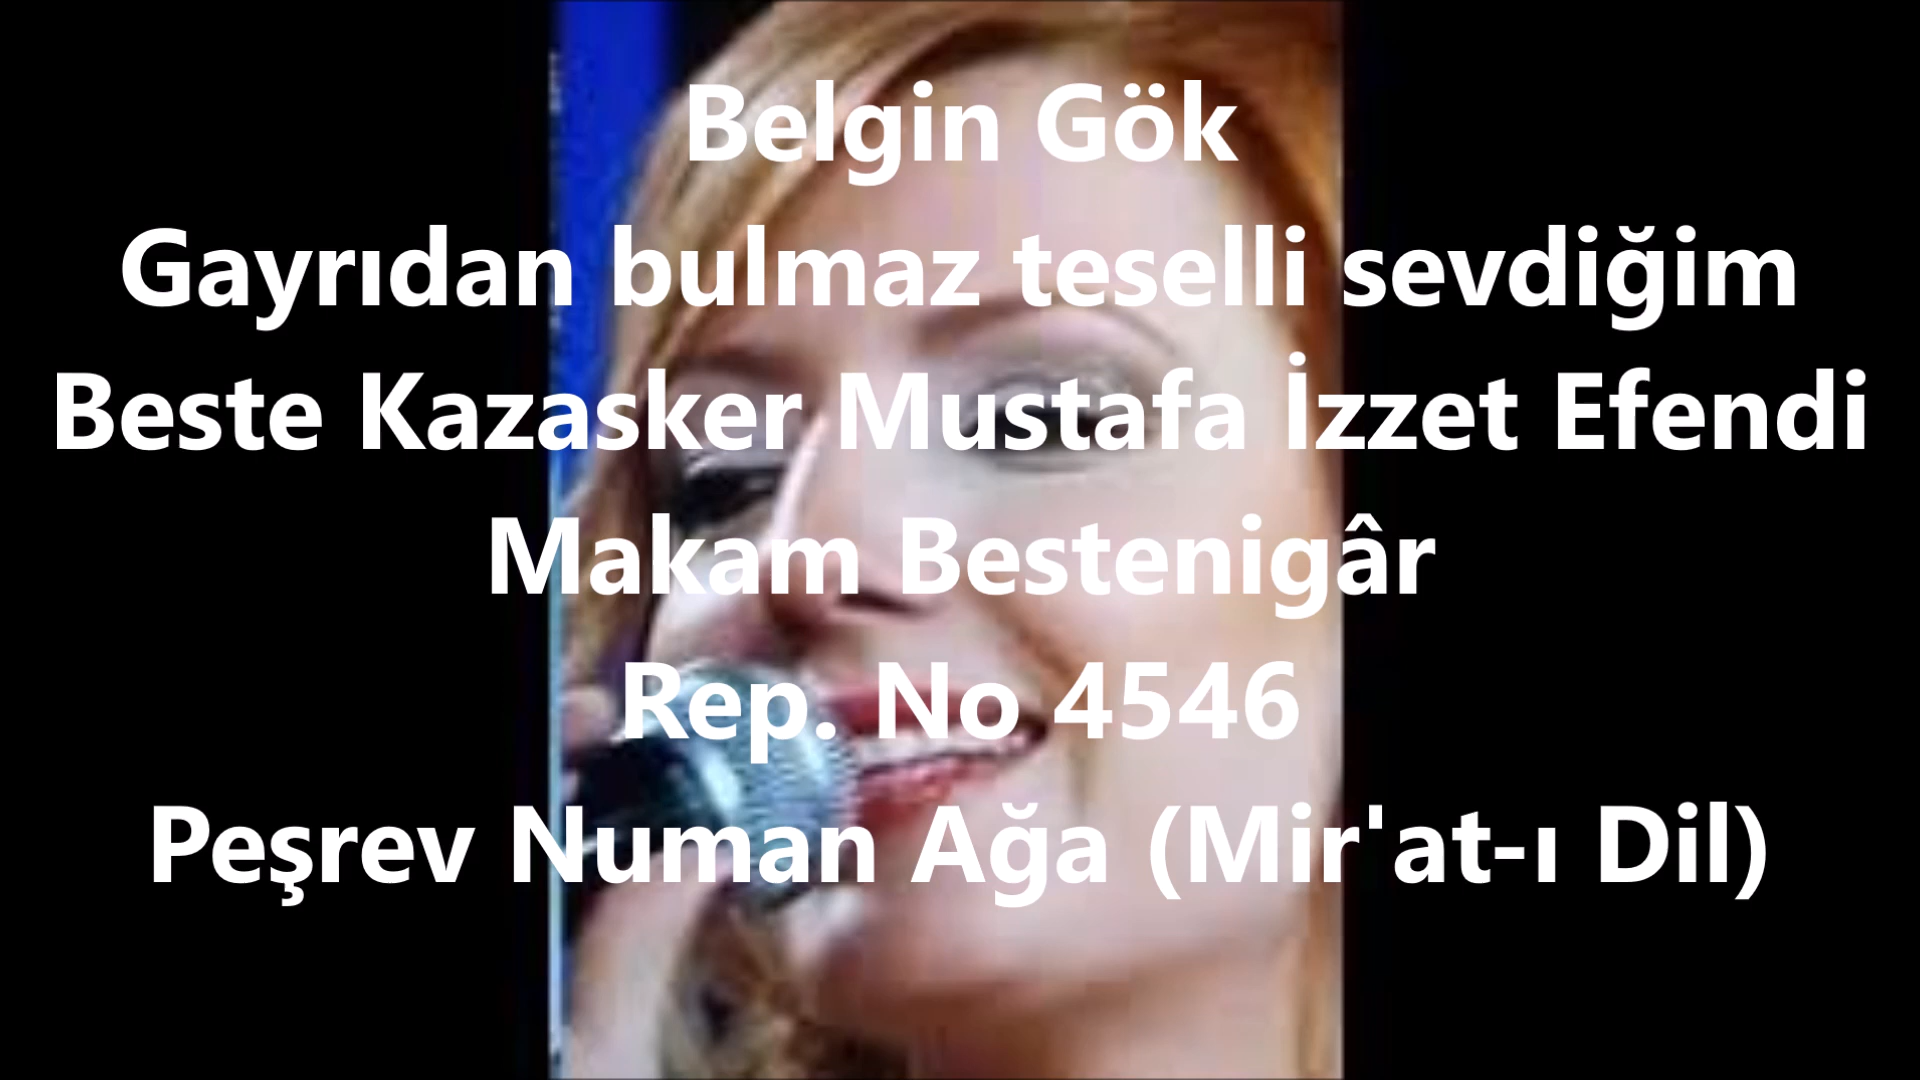 Belgin Gök
Gayrıdan bulmaz teselli sevdiğim
Beste Kazasker Mustafa İzzet Efendi
Makam Bestenigâr
Rep. No 4546
Peşrev Numan Ağa (Mir'at-ı Dil)